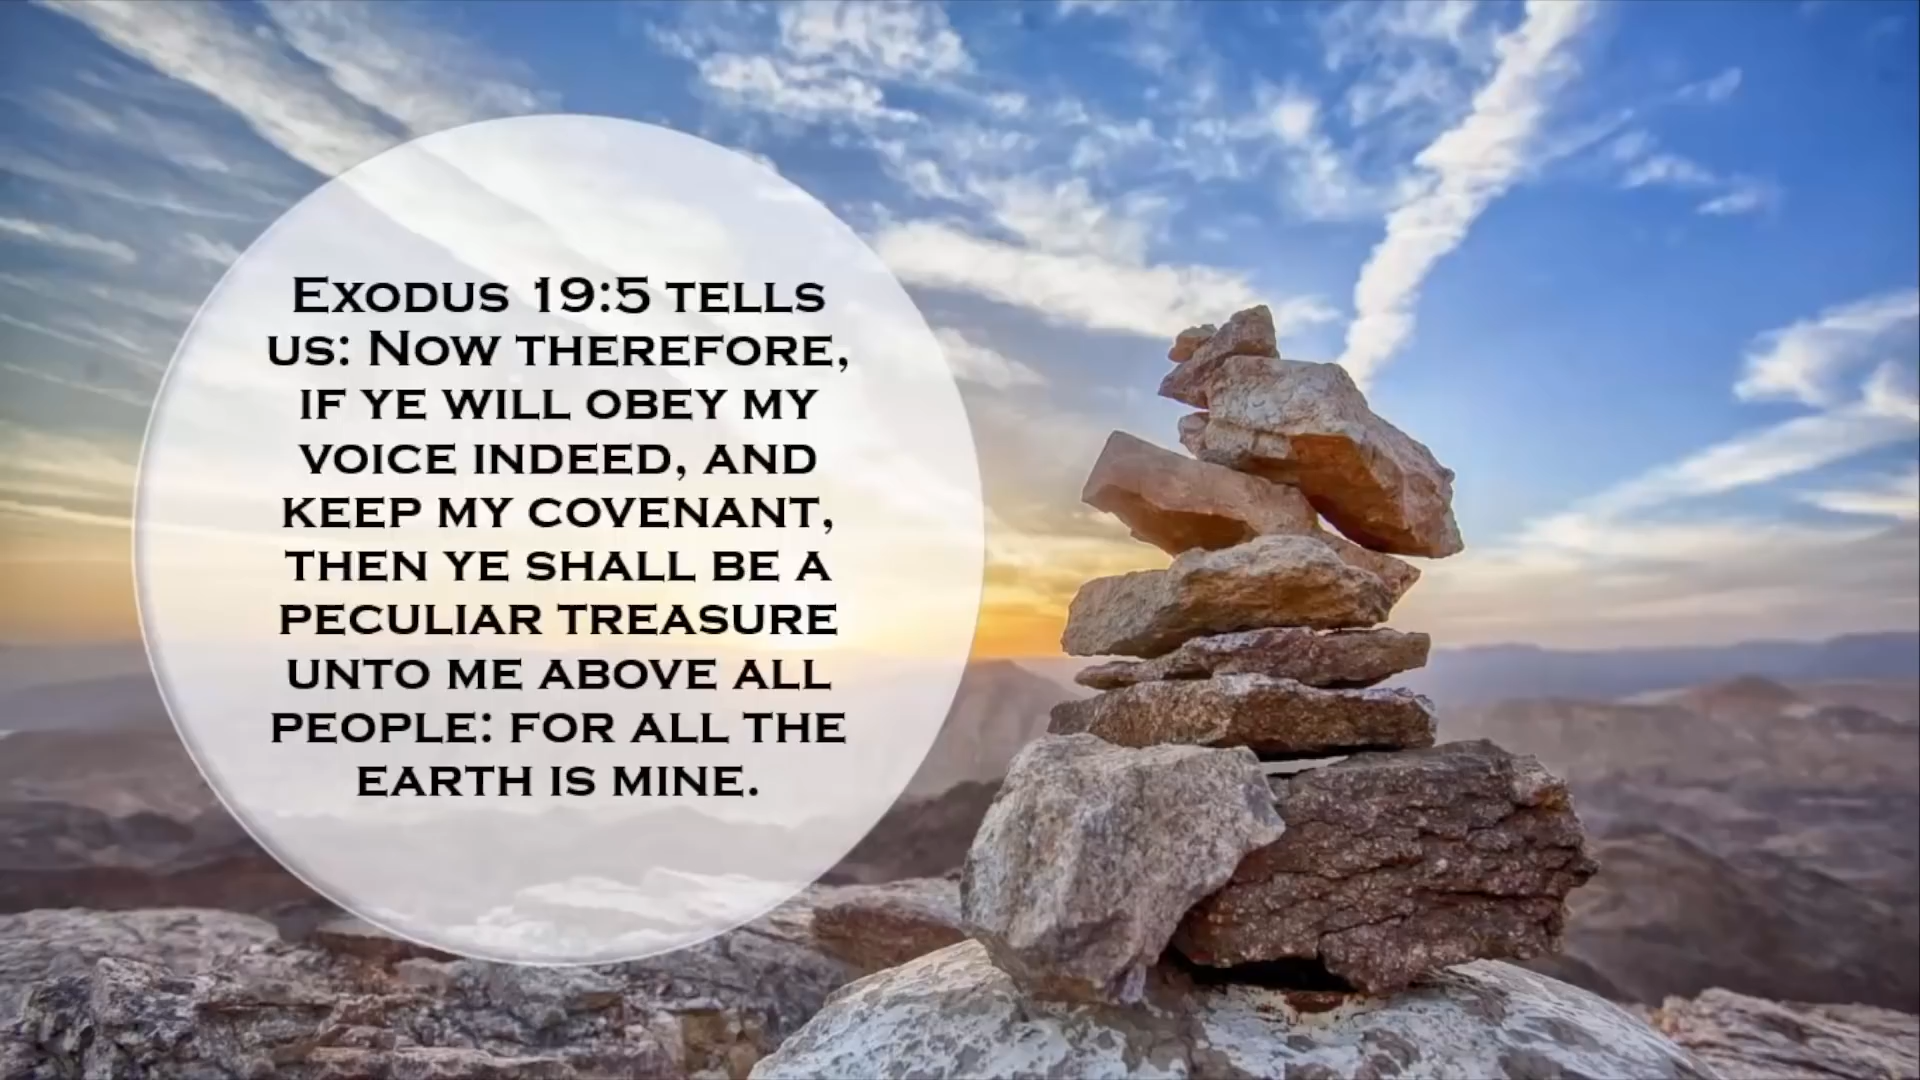 Exodus 19:5 tells
us: Now therefore,
if ye will obey my
voice indeed, and
keep my covenant,
then ye shall be a
peculiar treasure
unto me above all
people: for all the
earth is mine.